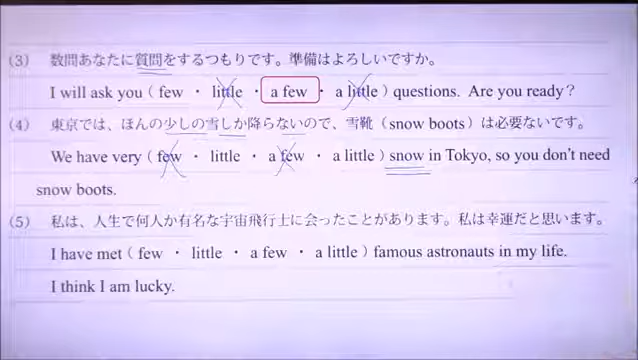 (3) 数問あなたに質問をするつもりです。準備はよろしいですか。
I will ask you ( few ・ little ・ a few ・ a little ) questions. Are you ready?
(4) 東京では、ほんの少しの雪しか降らないので、雪靴（snow boots）は必要ないです。
We have very ( few ・ little ・ a few ・ a little ) snow in Tokyo, so you don't need
snow boots.
(5) 私は、人生で何人か有名な宇宙飛行士に会ったことがあります。私は幸運だと思います。
I have met ( few ・ little ・ a few ・ a little ) famous astronauts in my life.
I think I am lucky.